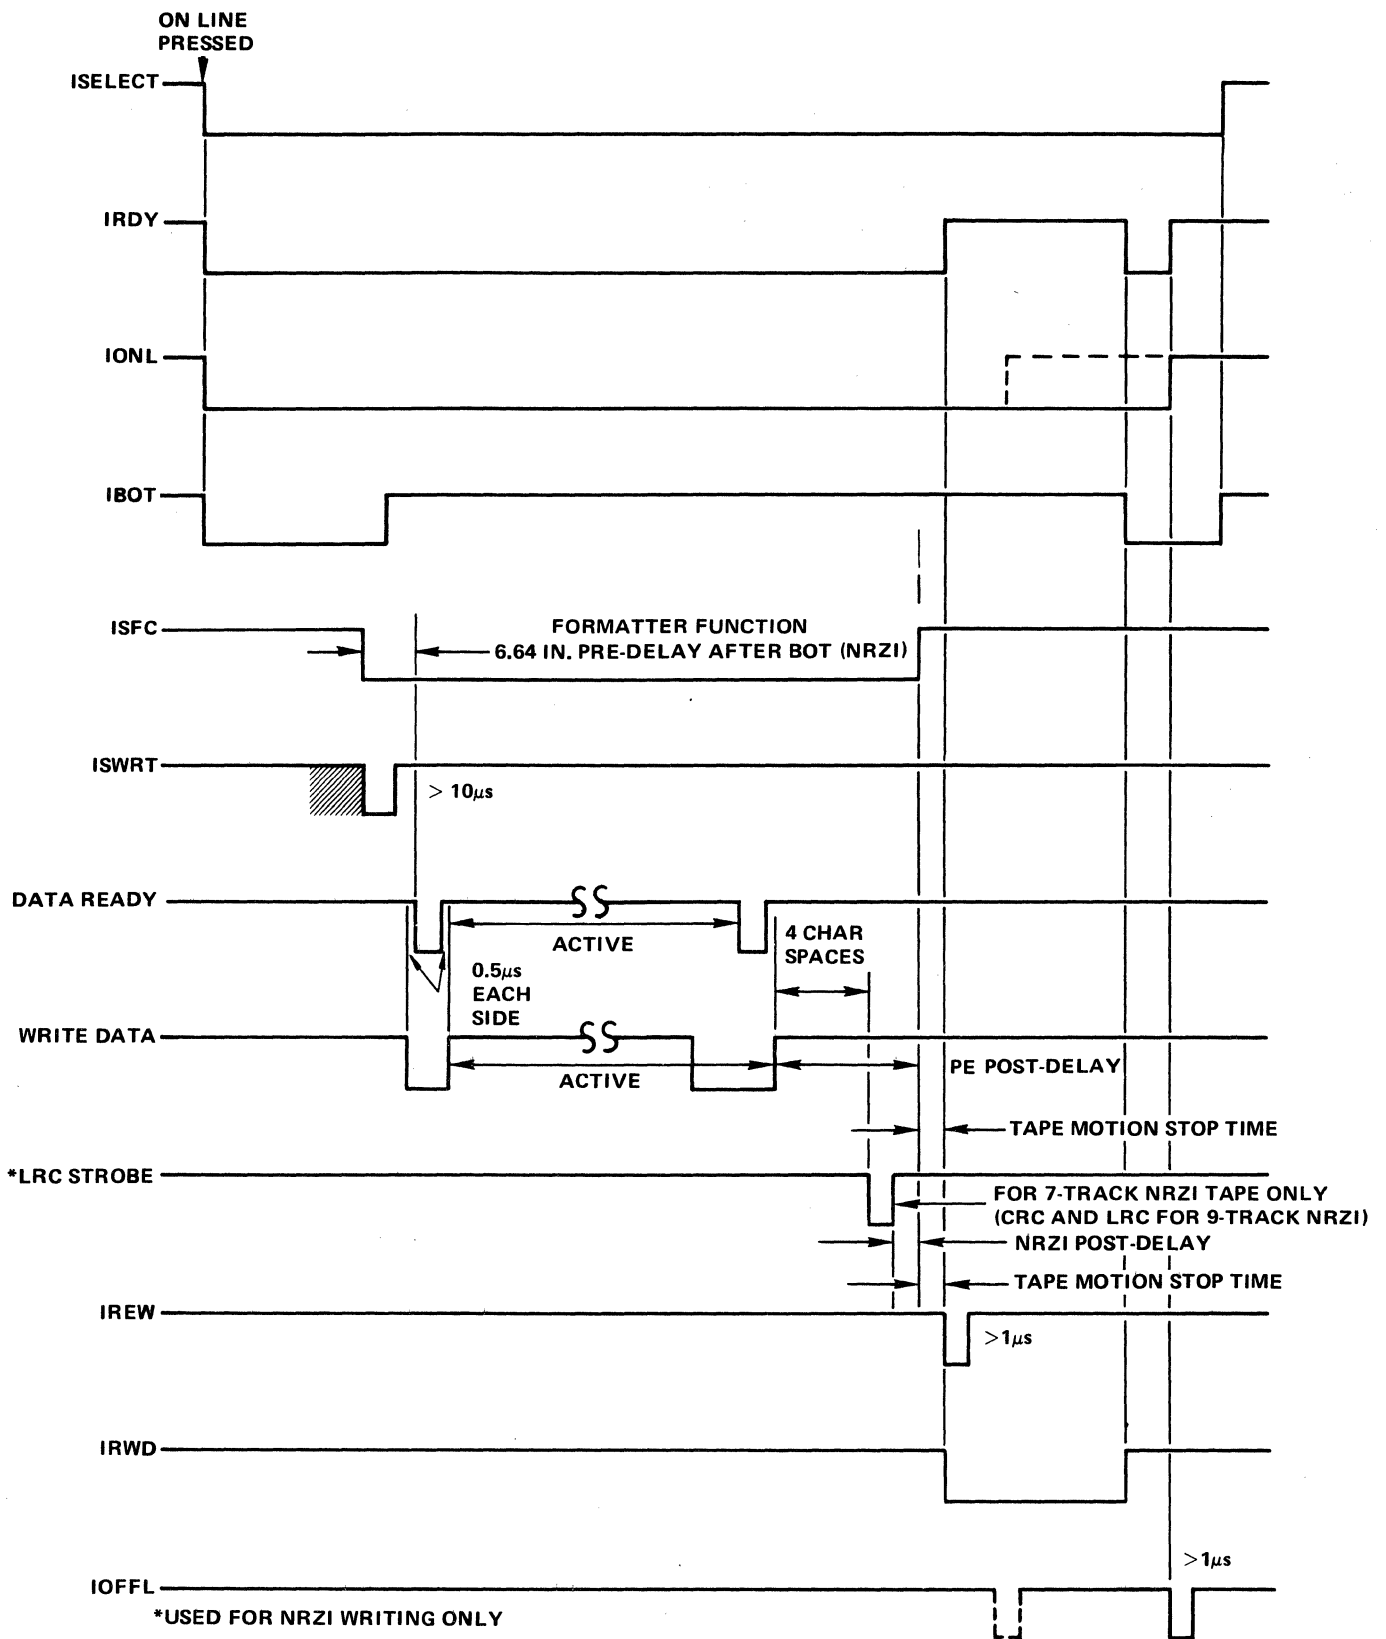 ON LINE
PRESSED
ISELECT
IRDY
IONL
IBOT
ISFC
FORMATTER FUNCTION
6.64 IN. PRE-DELAY AFTER BOT (NRZI)
ISWRT
> 10μs
DATA READY
ACTIVE
4 CHAR
SPACES
0.5μs
EACH
SIDE
WRITE DATA
ACTIVE
PE POST-DELAY
TAPE MOTION STOP TIME
*LRC STROBE
FOR 7-TRACK NRZI TAPE ONLY
(CRC AND LRC FOR 9-TRACK NRZI)
NRZI POST-DELAY
TAPE MOTION STOP TIME
IREW
>1μs
IRWD
>1μs
IOFFL
*USED FOR NRZI WRITING ONLY